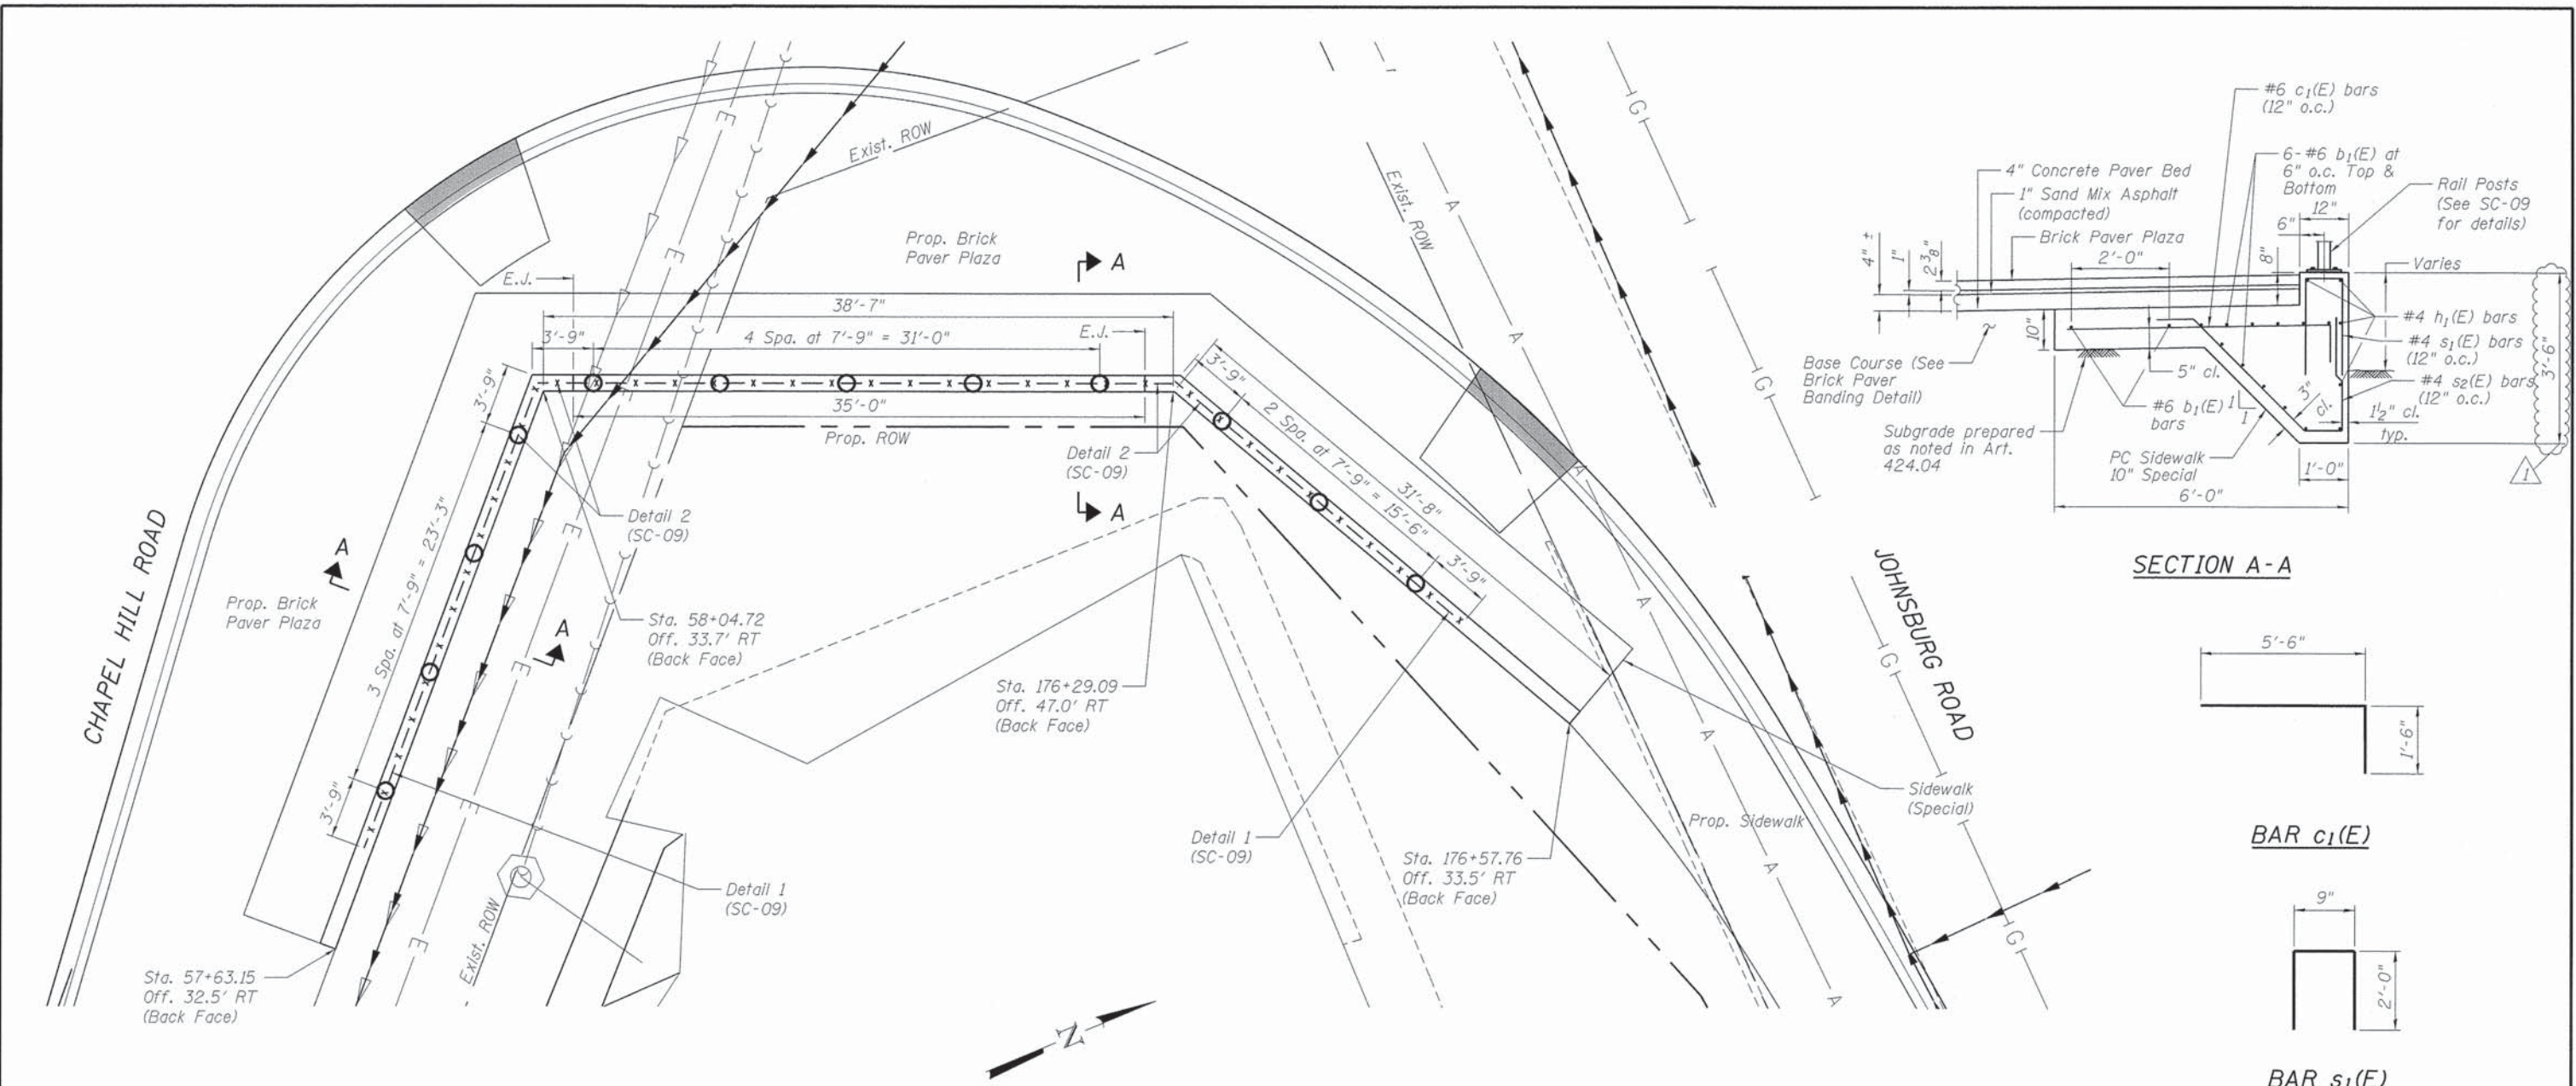 CHAPEL HILL ROAD
JOHNSBURG ROAD
Exist. ROW
Exist. ROW
Exist. ROW
Prop. Brick
Paver Plaza
Prop. Brick
Paver Plaza
A
A
A
A
E.J.
E.J.
38'-7"
3'-9"
4 Spa. at 7'-9" = 31'-0"
35'-0"
Prop. ROW
3'-9"
3 Spa. at 7'-9" = 23'-3"
3'-9"
3'-9"
2 Spa. at 7'-9" = 15'-6"
31'-8"
3'-9"
Detail 2
(SC-09)
Detail 2
(SC-09)
Sta. 58+04.72
Off. 33.7' RT
(Back Face)
Sta. 176+29.09
Off. 47.0' RT
(Back Face)
Detail 1
(SC-09)
Detail 1
(SC-09)
Sta. 176+57.76
Off. 33.5' RT
(Back Face)
Sta. 57+63.15
Off. 32.5' RT
(Back Face)
Prop. Sidewalk
Sidewalk
(Special)
E
E
E
E
E
E
E
A
A
A
A
A
A
A
A
G
G
G
G
G
G
N
#6 c1(E) bars
(12" o.c.)
4" Concrete Paver Bed
1" Sand Mix Asphalt
(compacted)
Brick Paver Plaza
6-#6 b1(E) at
6" o.c. Top &
Bottom
Rail Posts
(See SC-09
for details)
12"
6"
2'-0"
8"
4" ±
1"
2 3/8"
Varies
10"
#4 h1(E) bars
#4 s1(E) bars
(12" o.c.)
#4 s2(E) bars
(12" o.c.)
3'-6"
Base Course (See
Brick Paver
Banding Detail)
5" cl.
3" cl.
1
1
#6 b1(E)
bars
1 1/2" cl.
typ.
Subgrade prepared
as noted in Art.
424.04
PC Sidewalk
10" Special
1'-0"
6'-0"
1
SECTION A-A
5'-6"
1'-6"
BAR c1(E)
9"
2'-0"
BAR s1(E)